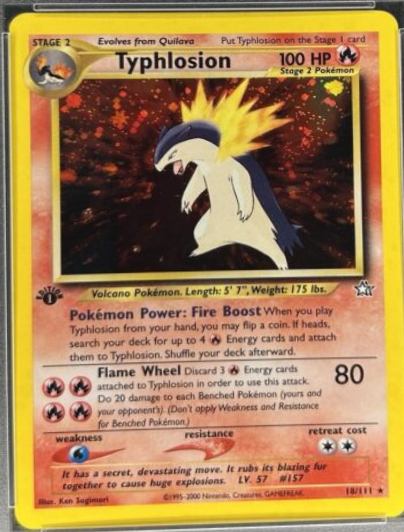 STAGE 2 Evolves from Quilava Put Typhlosion on the Stage 1 card
Typhlosion 100 HP
Stage 2 Pokémon
EDITION
1
Volcano Pokémon. Length: 5' 7", Weight: 175 lbs.
Pokémon Power: Fire Boost When you play
Typhlosion from your hand, you may flip a coin. If heads,
search your deck for up to 4 Energy cards and attach
them to Typhlosion. Shuffle your deck afterward.
Flame Wheel Discard 3 Energy cards
attached to Typhlosion in order to use this attack.
Do 20 damage to each Benched Pokémon (yours and
your opponent's). (Don't apply Weakness and Resistance
for Benched Pokémon.)
80
weakness resistance retreat cost
It has a secret, devastating move. It rubs its blazing fur
together to cause huge explosions. LV. 57 #157
Illus. Ken Sugimori ©1995-2000 Nintendo, Creatures, GAMEFREAK. 18/111